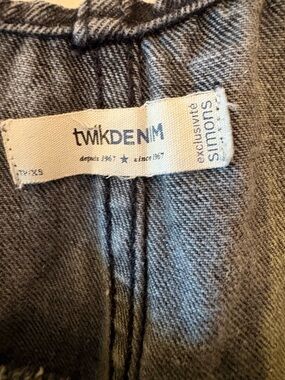 twikDENIM
depuis 1967 ★ since 1967
TP/XS
exclusivité
simons